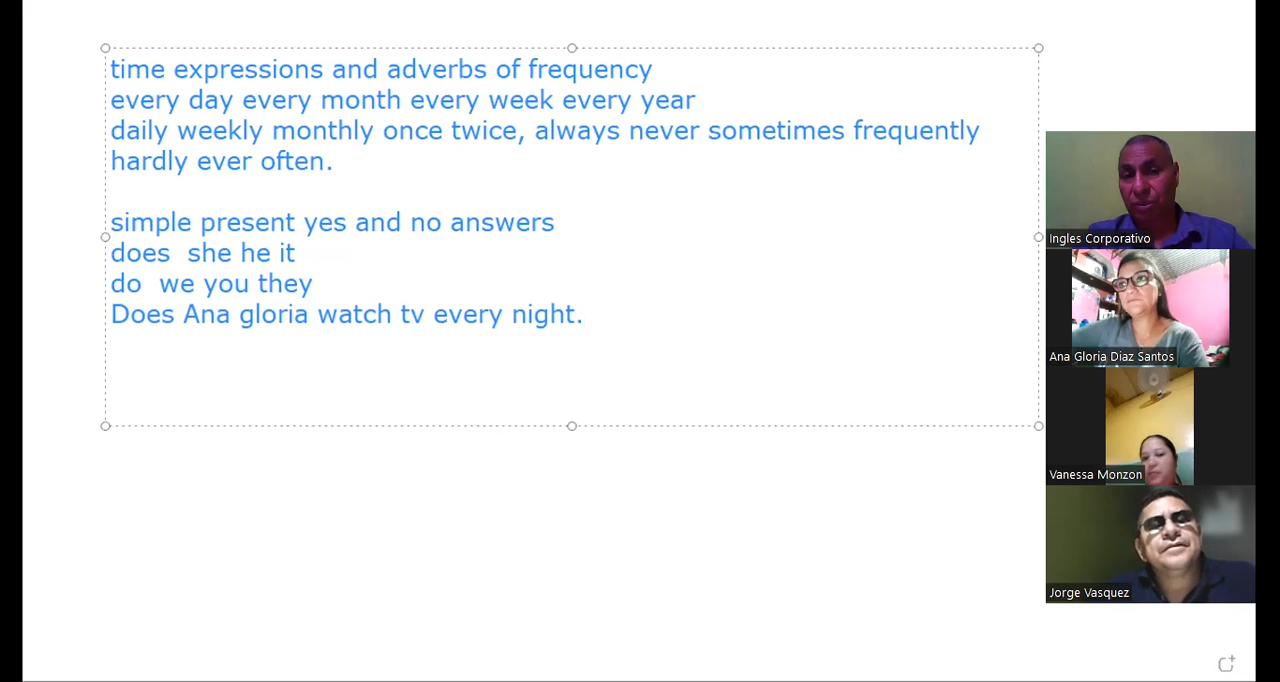 time expressions and adverbs of frequency
every day every month every week every year
daily weekly monthly once twice, always never sometimes frequently
hardly ever often.
simple present yes and no answers
does  she he it
do  we you they
Does Ana gloria watch tv every night.
Ingles Corporativo
Ana Gloria Diaz Santos
Vanessa Monzon
Jorge Vasquez